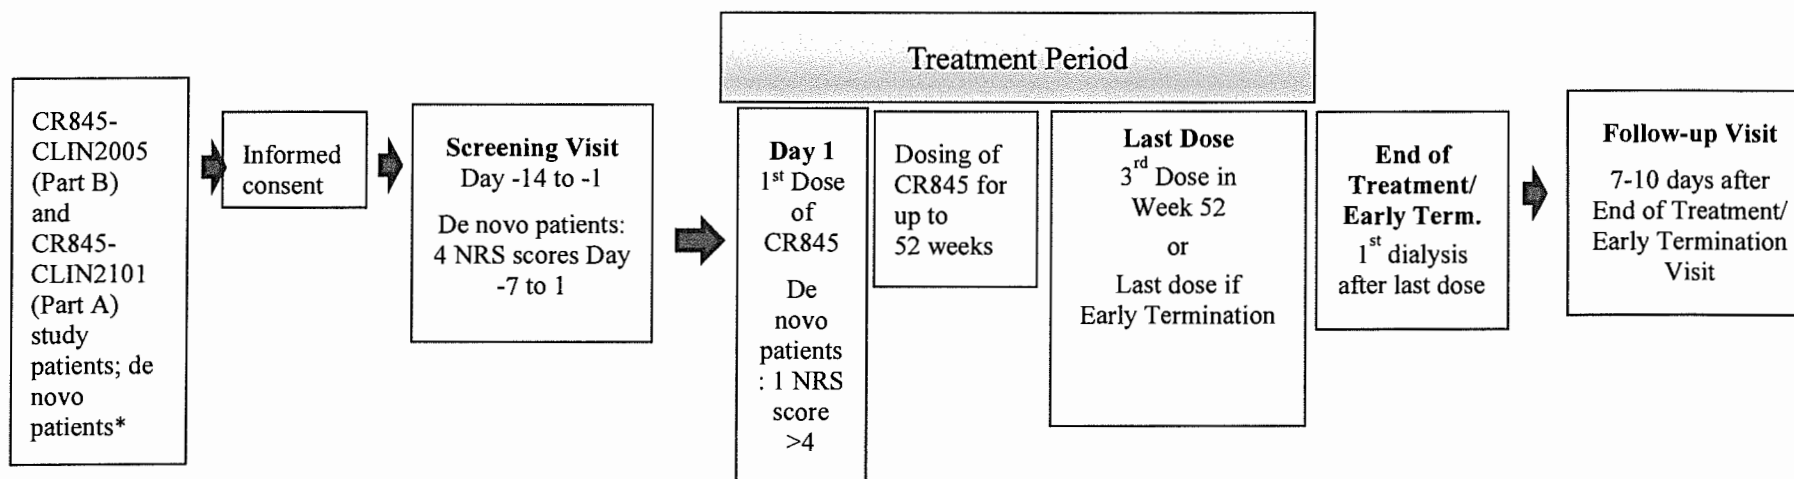 Treatment Period
CR845-
CLIN2005
(Part B)
and
CR845-
CLIN2101
(Part A)
study
patients; de
novo
patients*
Informed
consent
Screening Visit
Day -14 to -1
De novo patients:
4 NRS scores Day
-7 to 1
Day 1
1st Dose
of
CR845
De
novo
patients
: 1 NRS
score
>4
Dosing of
CR845 for
up to
52 weeks
Last Dose
3rd Dose in
Week 52
or
Last dose if
Early Termination
End of
Treatment/
Early Term.
1st dialysis
after last dose
Follow-up Visit
7-10 days after
End of Treatment/
Early Termination
Visit